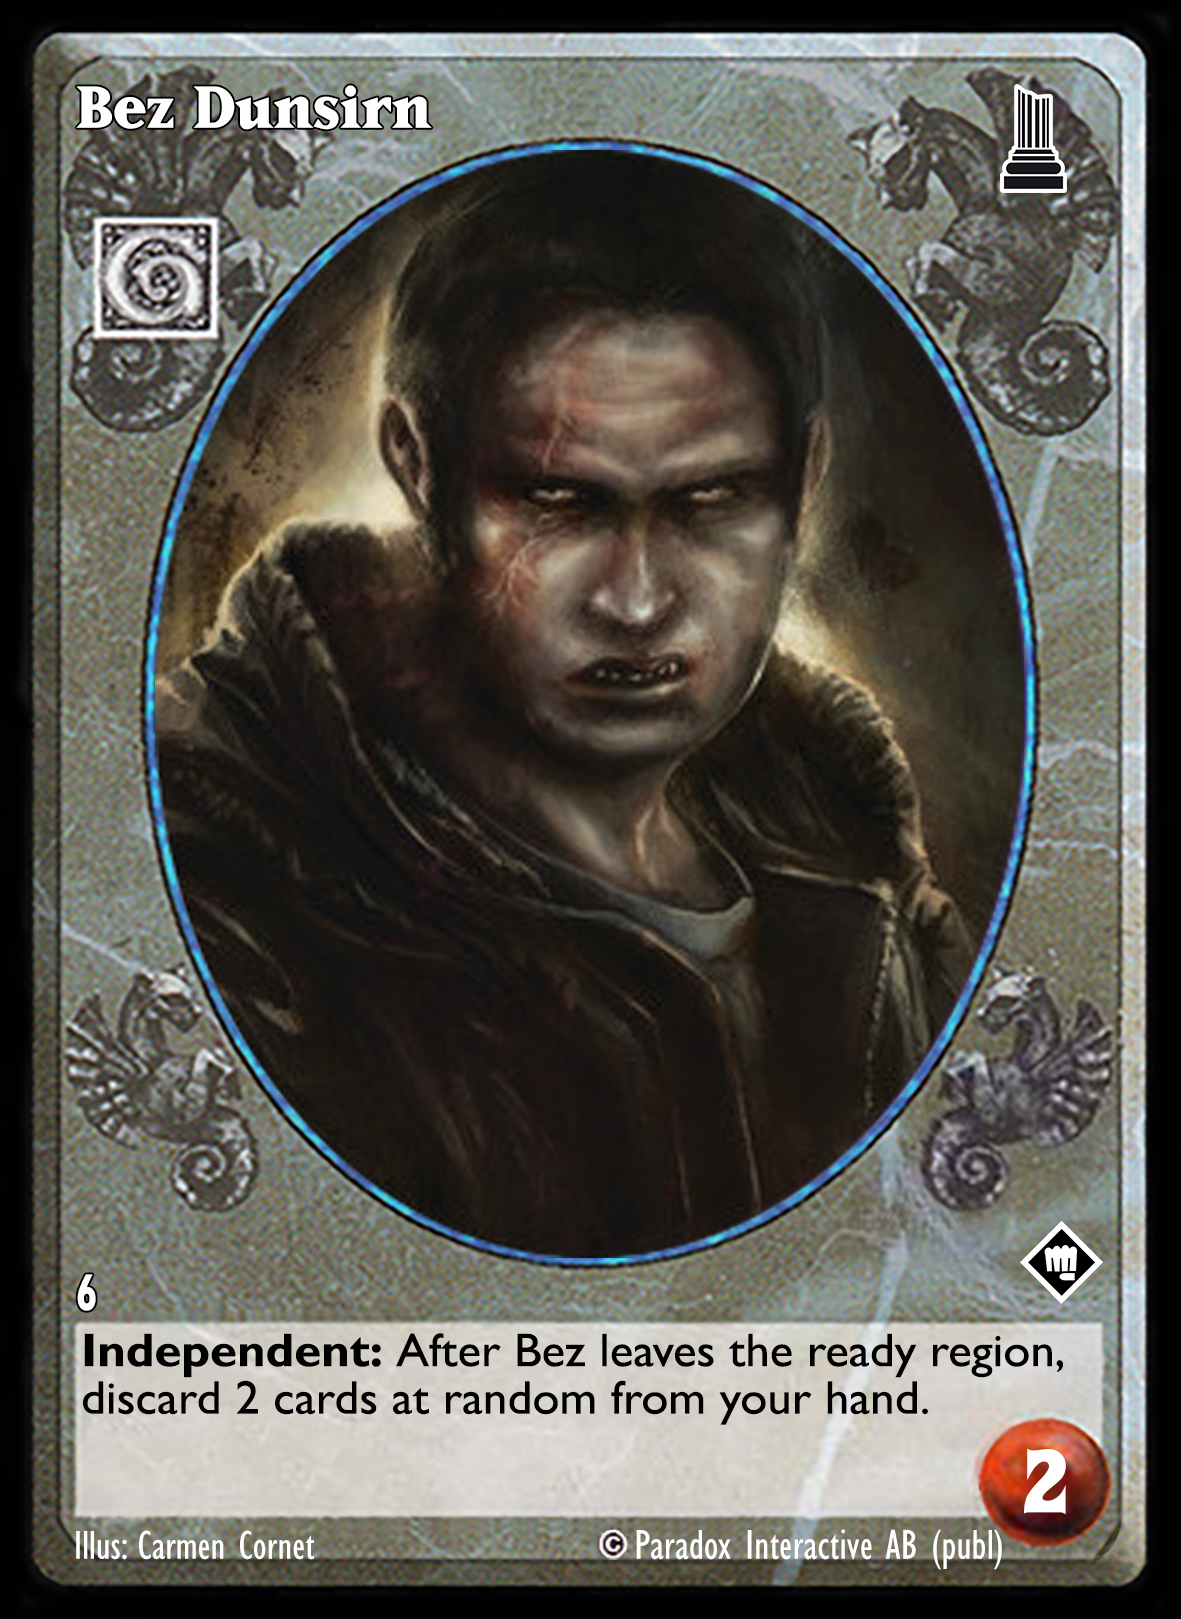 Bez Dunsirn
6
Independent: After Bez leaves the ready region,
discard 2 cards at random from your hand.
2
Illus: Carmen Cornet © Paradox Interactive AB (publ)